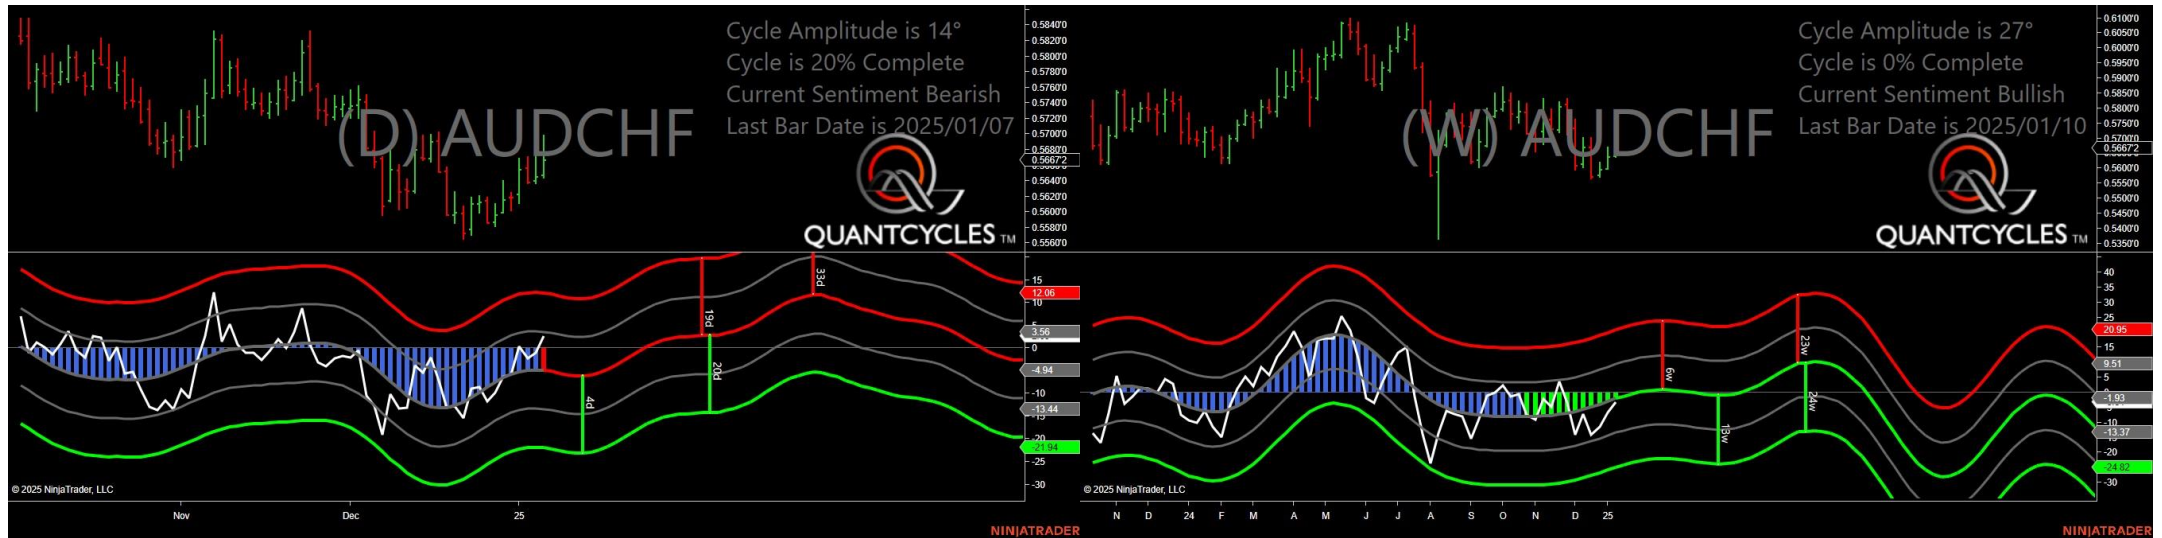 Cycle Amplitude is 14°
Cycle is 20% Complete
Current Sentiment Bearish
Last Bar Date is 2025/01/07
(D) AUDCHF
QUANTCYCLES TM
0.5840'0
0.5820'0
0.5800'0
0.5780'0
0.5760'0
0.5740'0
0.5720'0
0.5700'0
0.5680'0
0.5667'2
0.5640'0
0.5620'0
0.5600'0
0.5580'0
0.5560'0
33d
19d
20d
4d
15
12.06
10
5
3.56
0
-4.94
-10
-13.44
-15
-20
-21.94
-25
-30
© 2025 NinjaTrader, LLC
Nov
Dec
25
NINJATRADER
Cycle Amplitude is 27°
Cycle is 0% Complete
Current Sentiment Bullish
Last Bar Date is 2025/01/10
(W) AUDCHF
QUANTCYCLES TM
0.6100'0
0.6050'0
0.6000'0
0.5950'0
0.5900'0
0.5850'0
0.5800'0
0.5750'0
0.5700'0
0.5667'2
0.5600'0
0.5550'0
0.5500'0
0.5450'0
0.5400'0
0.5350'0
6w
23w
13w
24w
40
35
30
25
20.95
15
9.51
5
-1.93
-10
-13.37
-20
-24.82
-30
© 2025 NinjaTrader, LLC
N
D
24
F
M
A
M
J
J
A
S
O
N
D
25
NINJATRADER